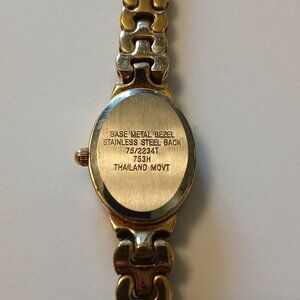 BASE METAL BEZEL
STAINLESS STEEL BACK
75/2234T
753H
THAILAND MOVT